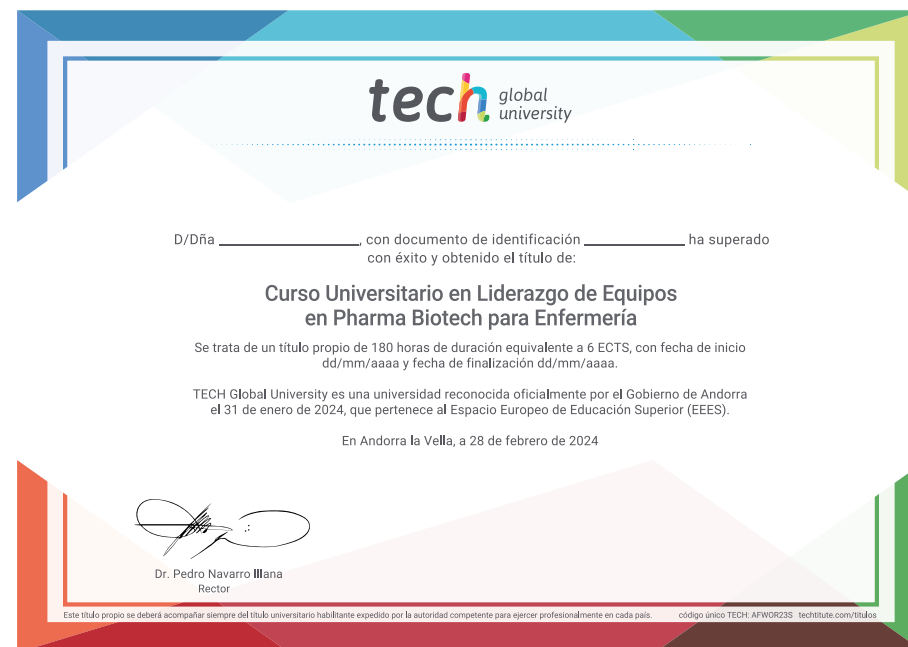 tech global university
D/Dña ____________, con documento de identificación ____________ ha superado
con éxito y obtenido el título de:
Curso Universitario en Liderazgo de Equipos
en Pharma Biotech para Enfermería
Se trata de un título propio de 180 horas de duración equivalente a 6 ECTS, con fecha de inicio
dd/mm/aaaa y fecha de finalización dd/mm/aaaa.
TECH Global University es una universidad reconocida oficialmente por el Gobierno de Andorra
el 31 de enero de 2024, que pertenece al Espacio Europeo de Educación Superior (EEES).
En Andorra la Vella, a 28 de febrero de 2024
Dr. Pedro Navarro Illana
Rector
Este título propio se deberá acompañar siempre del título universitario habilitante expedido por la autoridad competente para ejercer profesionalmente en cada país. código único TECH: AFWOR23S techtitute.com/titulos